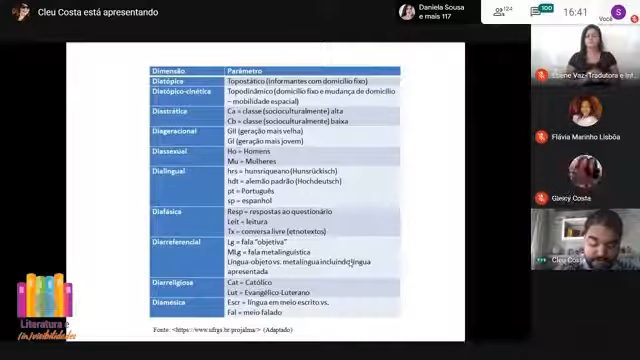 Cleu Costa está apresentando
Daniela Sousa
e mais 117
124
100
16:41
Você
S
Dimensão Parâmetro
Diatópica Topostático (informantes com domicílio fixo)
Diatópico-cinética Topodinâmico (domicílio fixo e mudança de domicílio
– mobilidade espacial)
Diastrática Ca = classe (socioculturalmente) alta
Cb = classe (socioculturalmente) baixa
Diageracional GII (geração mais velha)
GI (geração mais jovem)
Diassexual Ho = Homens
Mu = Mulheres
Dialingual hrs = hunsriqueano (Hunsrückisch)
hdt = alemão padrão (Hochdeutsch)
pt = Português
sp = espanhol
Diafásica Resp = respostas ao questionário
Leit = leitura
Tx = conversa livre (etnotextos)
Diarreferencial Lg = fala "objetiva"
MLg = fala metalinguística
Língua-objeto vs. metalíngua incluindo língua
apresentada
Diarreligiosa Cat = Católico
Lut = Evangélico-Luterano
Diamésica Escr = língua em meio escrito vs.
Fal = meio falado
Fonte: <https://www.ufrgs.br/projalma/> (Adaptado)
Literatura e
(in)visibilidades
Vaz-Tradutora e Int
Flávia Marinho Lisbôa
Costa
Cleu Costa